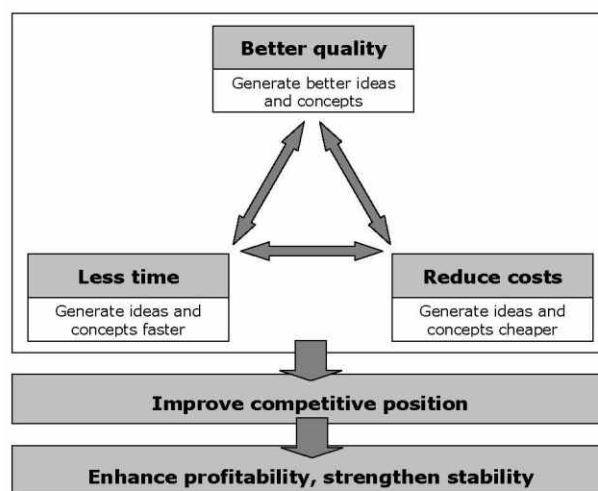 Better quality
Generate better ideas
and concepts
Less time
Generate ideas and
concepts faster
Reduce costs
Generate ideas and
concepts cheaper
Improve competitive position
Enhance profitability, strengthen stability